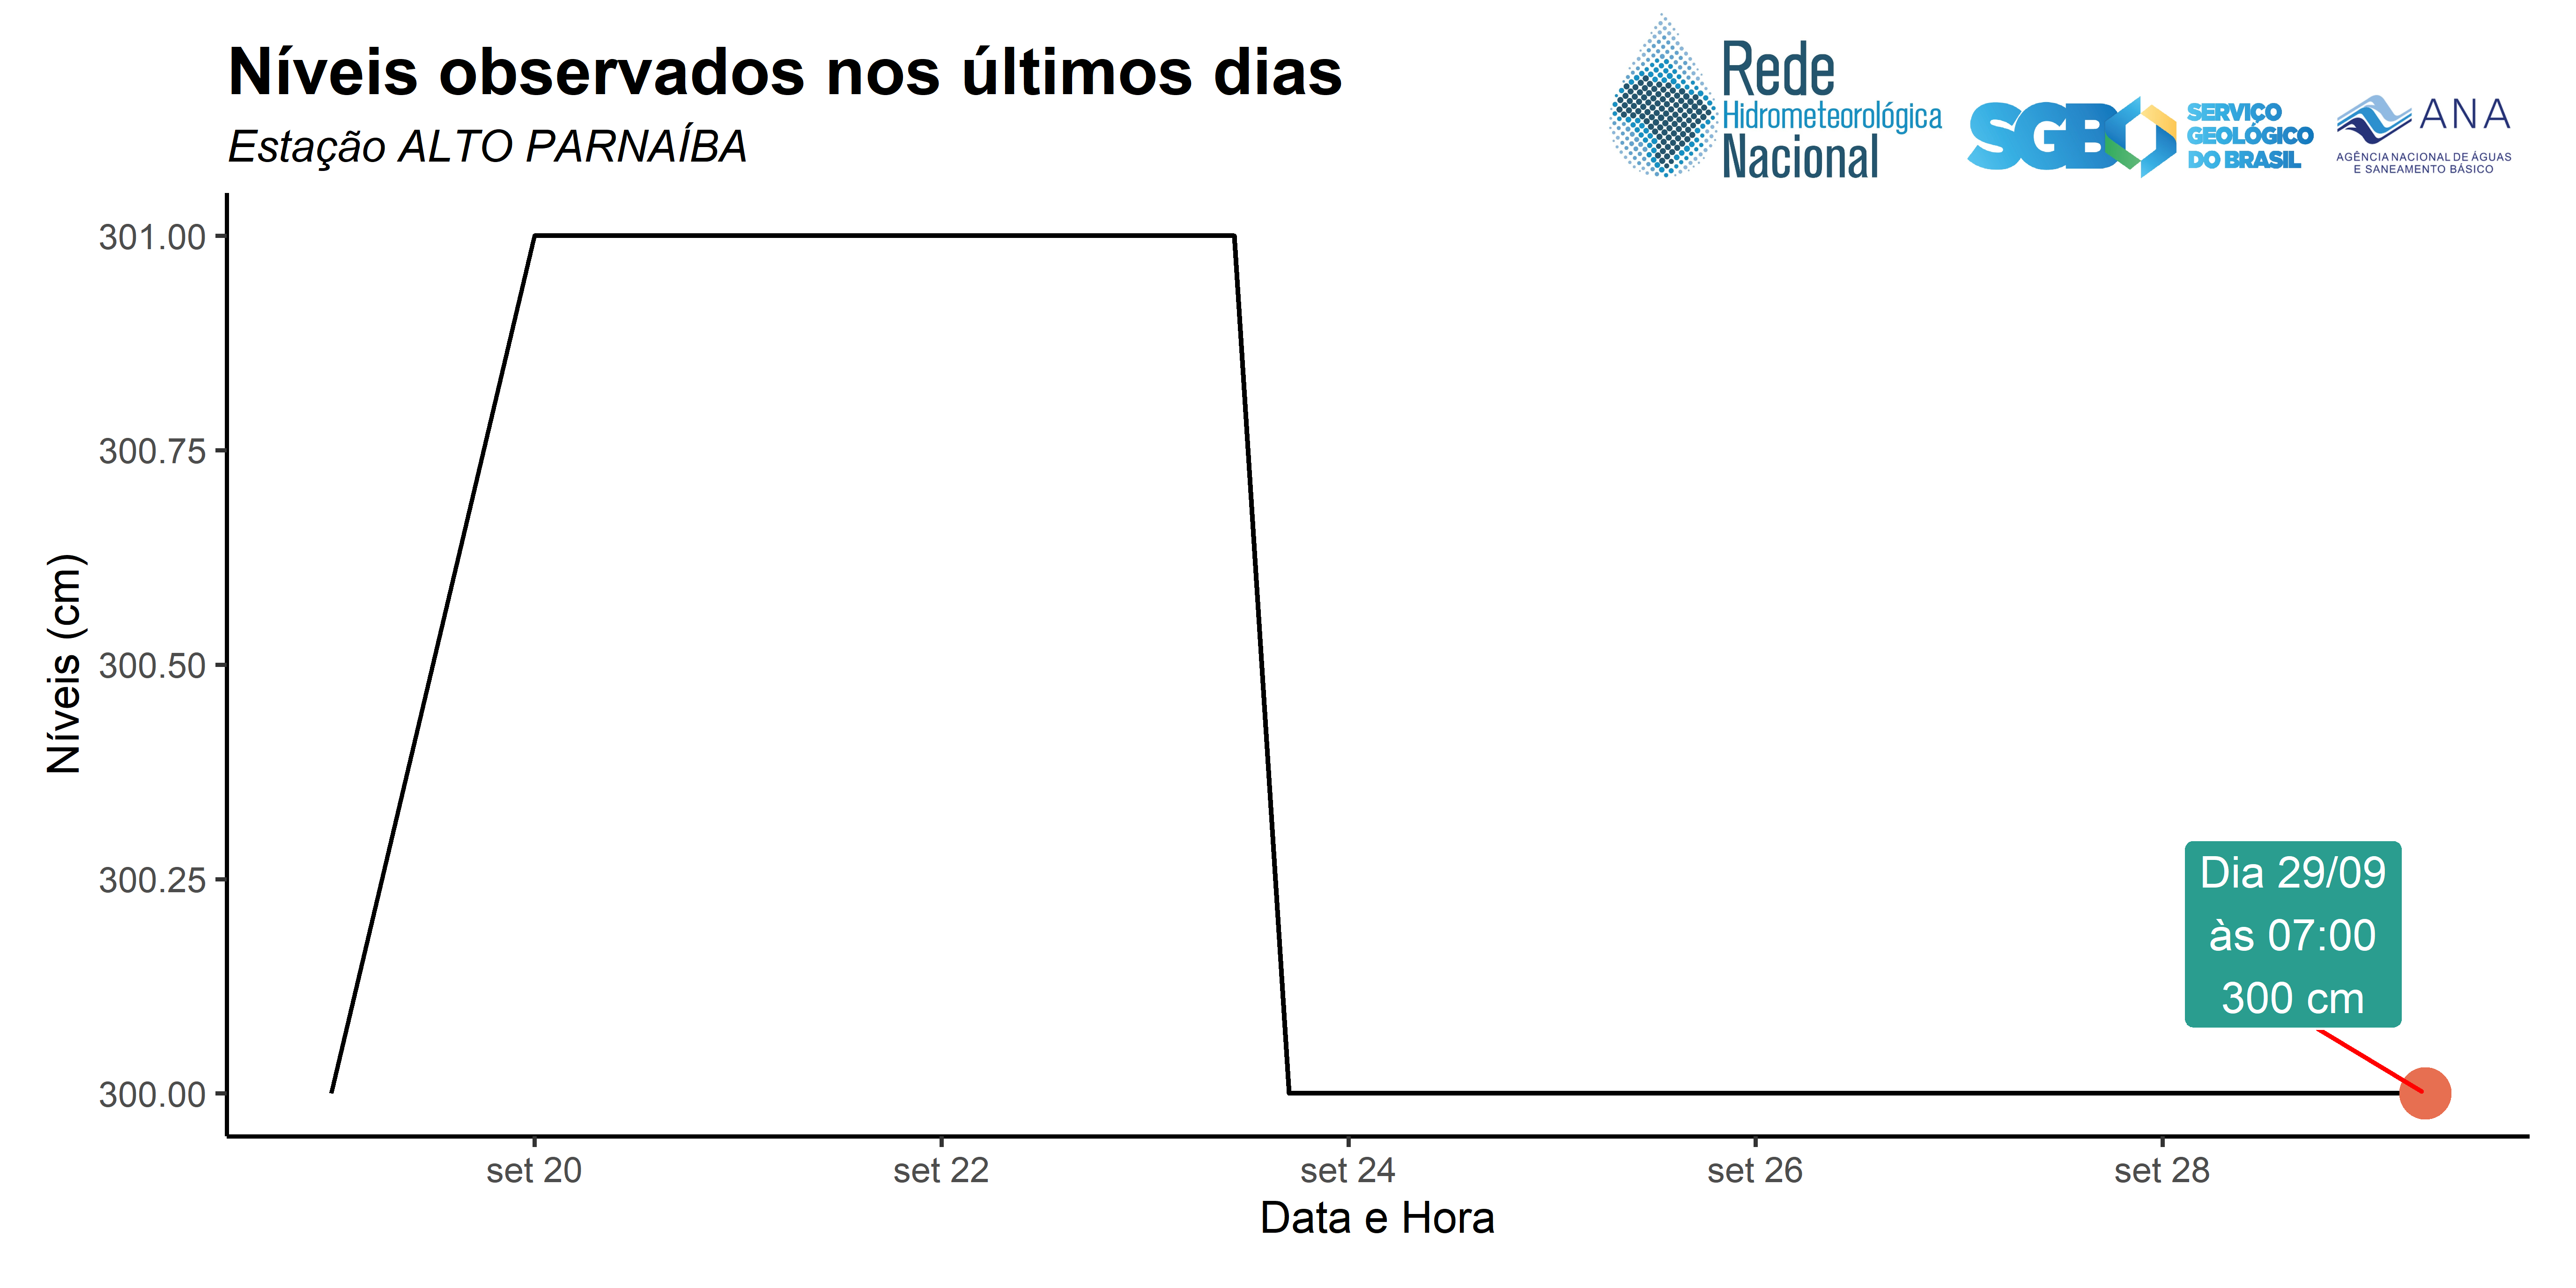 Níveis observados nos últimos dias
Estação ALTO PARNAÍBA
Rede
Hidrometeorológica
Nacional
SGB
SERVIÇO
GEOLÓGICO
DO BRASIL
ANA
AGÊNCIA NACIONAL DE ÁGUAS
E SANEAMENTO BÁSICO
Níveis (cm)
301.00
300.75
300.50
300.25
300.00
Dia 29/09
às 07:00
300 cm
set 20
set 22
set 24
set 26
set 28
Data e Hora